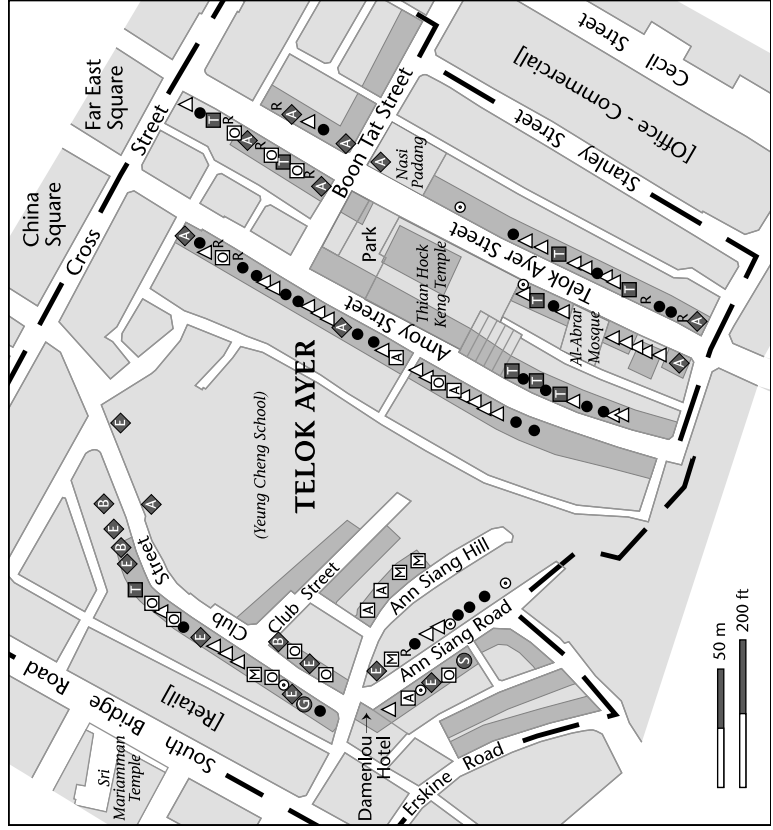 Cecil
Street
Far East
Square
[Office - Commercial]
Street
Boon Tat Street
China
Square
Cross
Nasi
Padang
Stanley Street
Park
Thian Hock
Keng Temple
Telok Ayer Street
Amoy Street
Al-Abrar
Mosque
TELOK AYER
(Yeung Cheng School)
Street
Club
Club Street
Ann Siang Hill
Ann Siang Road
Road
Bridge
South
[Retail]
Sri
Mariamman
Temple
Damenlou
Hotel
Erskine Road
50 m
200 ft
R
A
A
A
T
R
O
A
R
O
T
O
R
A
A
R
O
R
A
A
O
A
T
T
R
R
A
T
A
T
T
T
E
B
A
E
B
E
T
O
O
E
M
O
E
G
B
O
E
O
A
A
M
M
E
M
R
A
E
O
S